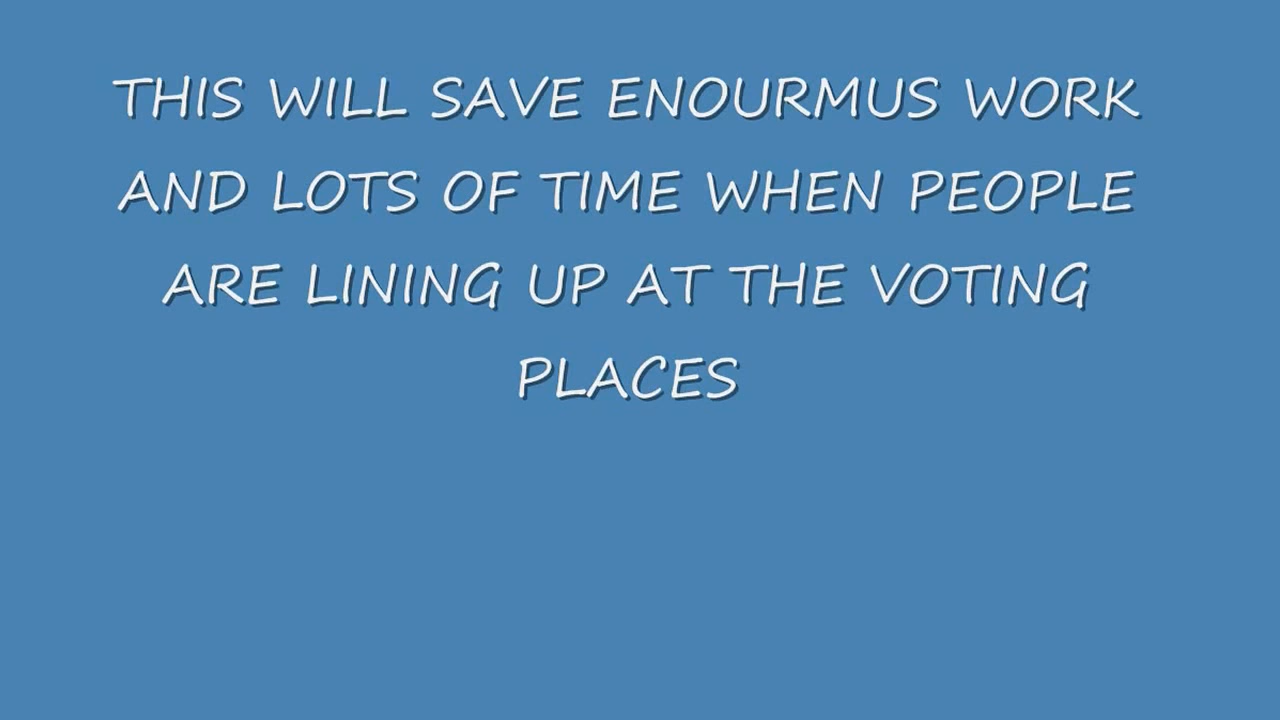 THIS WILL SAVE ENOURMUS WORK
AND LOTS OF TIME WHEN PEOPLE
ARE LINING UP AT THE VOTING
PLACES